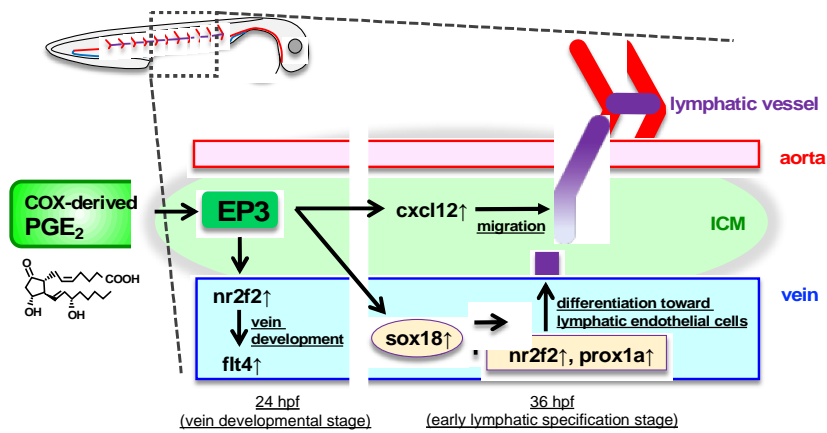 lymphatic vessel
aorta
COX-derived
PGE2
EP3
cxcl12↑
migration
ICM
O
COOH
OH
OH
nr2f2↑
vein
development
flt4↑
sox18↑
differentiation toward
lymphatic endothelial cells
nr2f2↑, prox1a↑
vein
24 hpf
(vein developmental stage)
36 hpf
(early lymphatic specification stage)